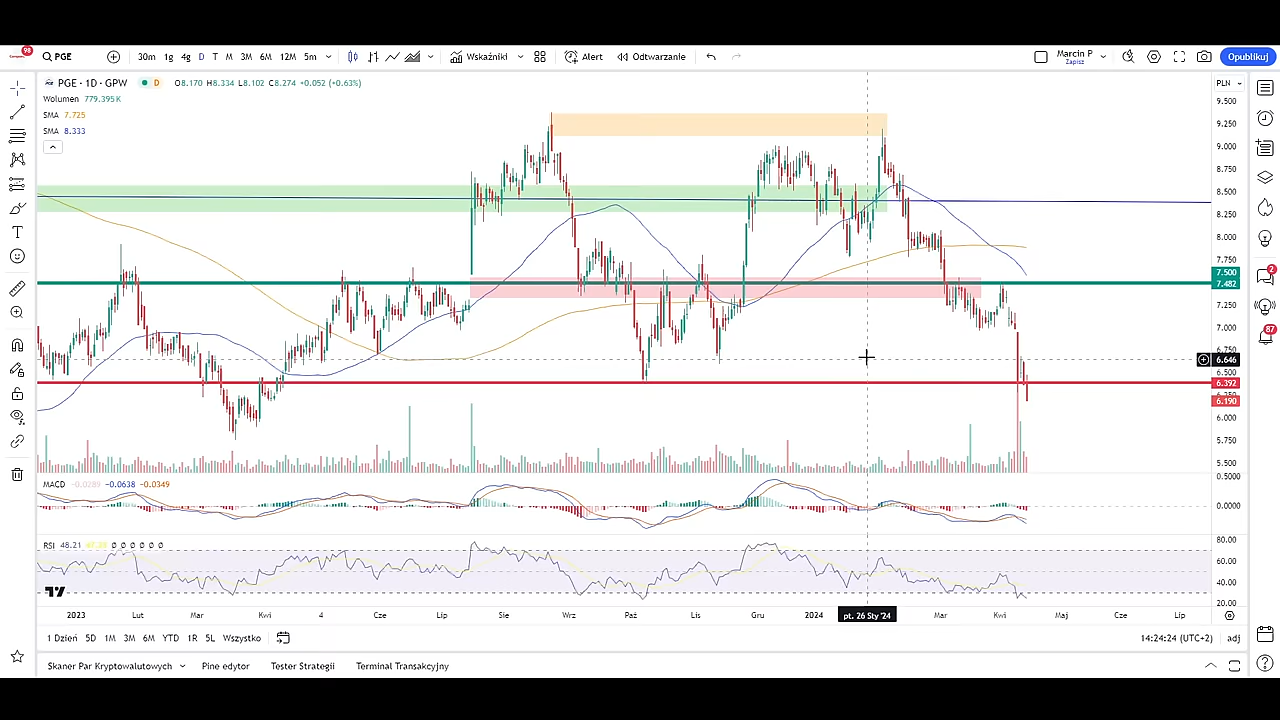 98
PGE
30m 1g 4g D T M 3M 6M 12M 5m
Wskaźniki
Alert
Odtwarzanie
Marcin P
Zapisz
Opublikuj
PGE · 1D · GPW D O8.170 H8.334 L8.102 C8.274 +0.052 (+0.63%)
Wolumen 779.395K
SMA 7.725
SMA 8.333
PLN
9.500
9.250
9.000
8.750
8.500
8.250
8.000
7.750
7.500
7.482
7.250
7.000
6.750
6.646
6.500
6.392
6.190
6.000
5.750
5.500
2
87
MACD -0.0289 -0.0638 -0.0349
0.5000
0.0000
RSI 48.21 Ø Ø Ø Ø Ø Ø
80.00
60.00
40.00
20.00
2023 Lut Mar Kwi 4 Cze Lip Sie Wrz Paź Lis Gru 2024 pt. 26 Sty '24 Mar Kwi Maj Cze Lip
1 Dzień 5D 1M 3M 6M YTD 1R 5L Wszystko
14:24:24 (UTC+2) adj
Skaner Par Kryptowalutowych Pine edytor Tester Strategii Terminal Transakcyjny